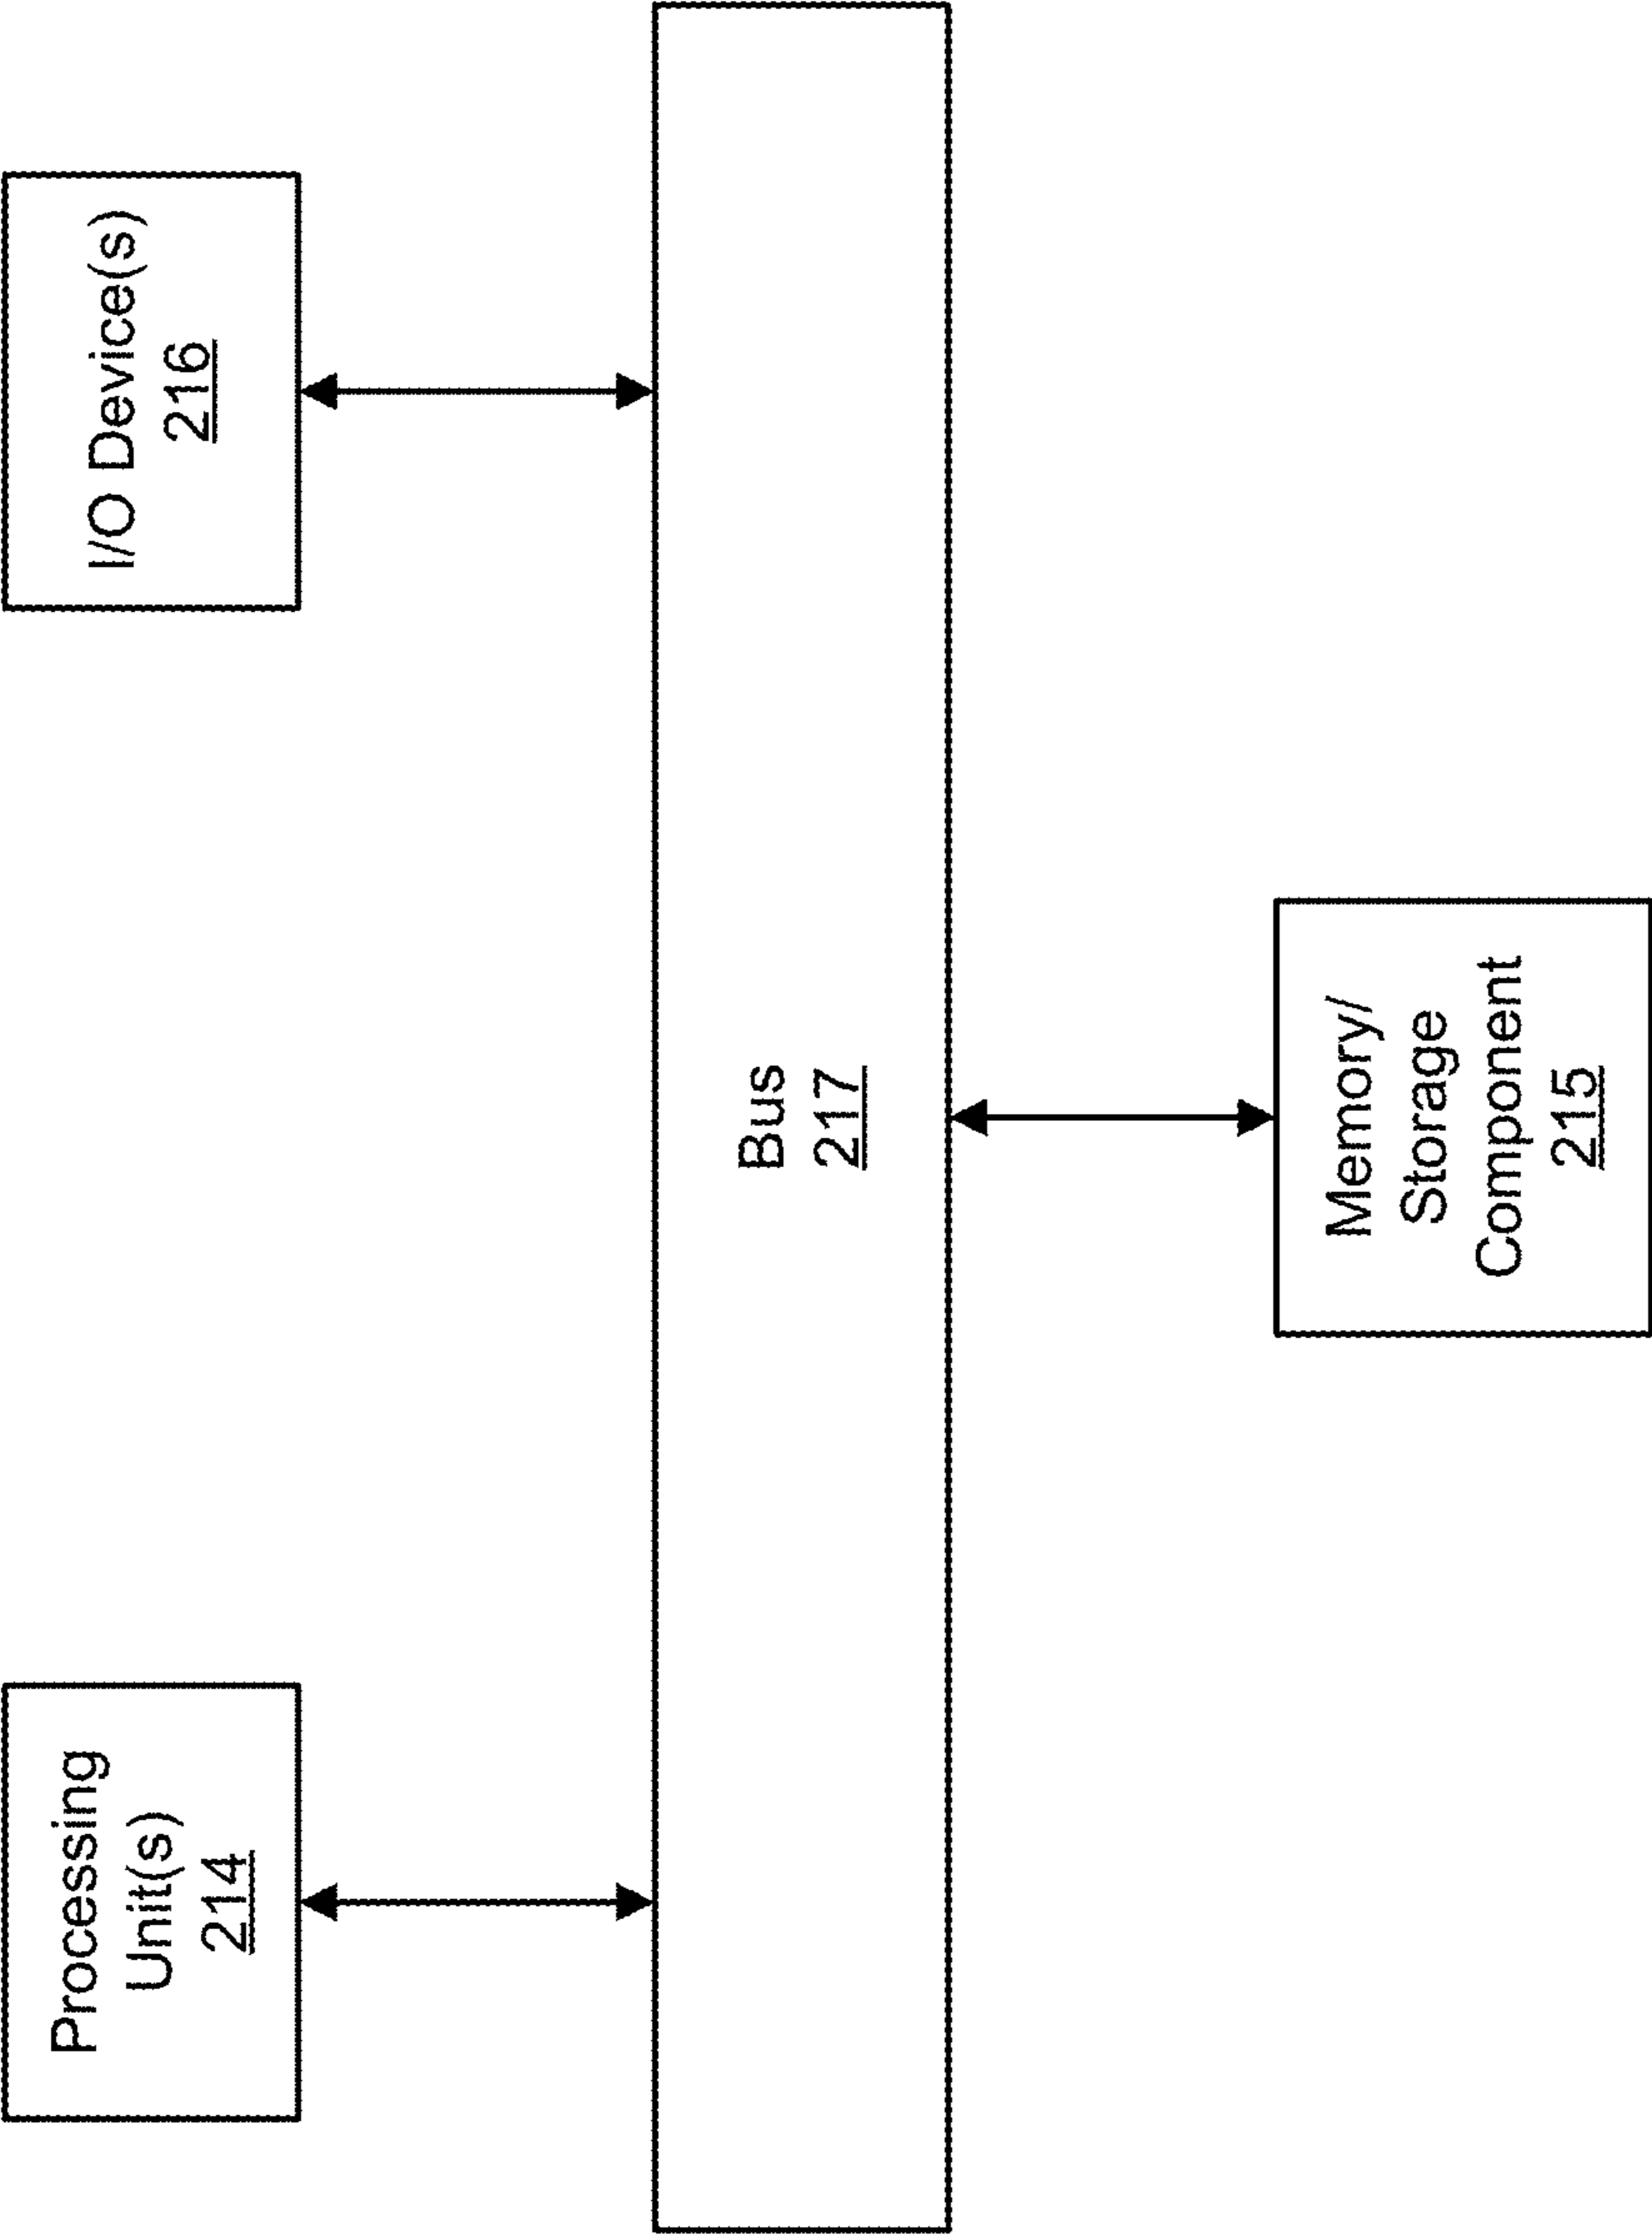 Processing
Unit(s)
214
I/O Device(s)
216
Bus
217
Memory/
Storage
Component
215